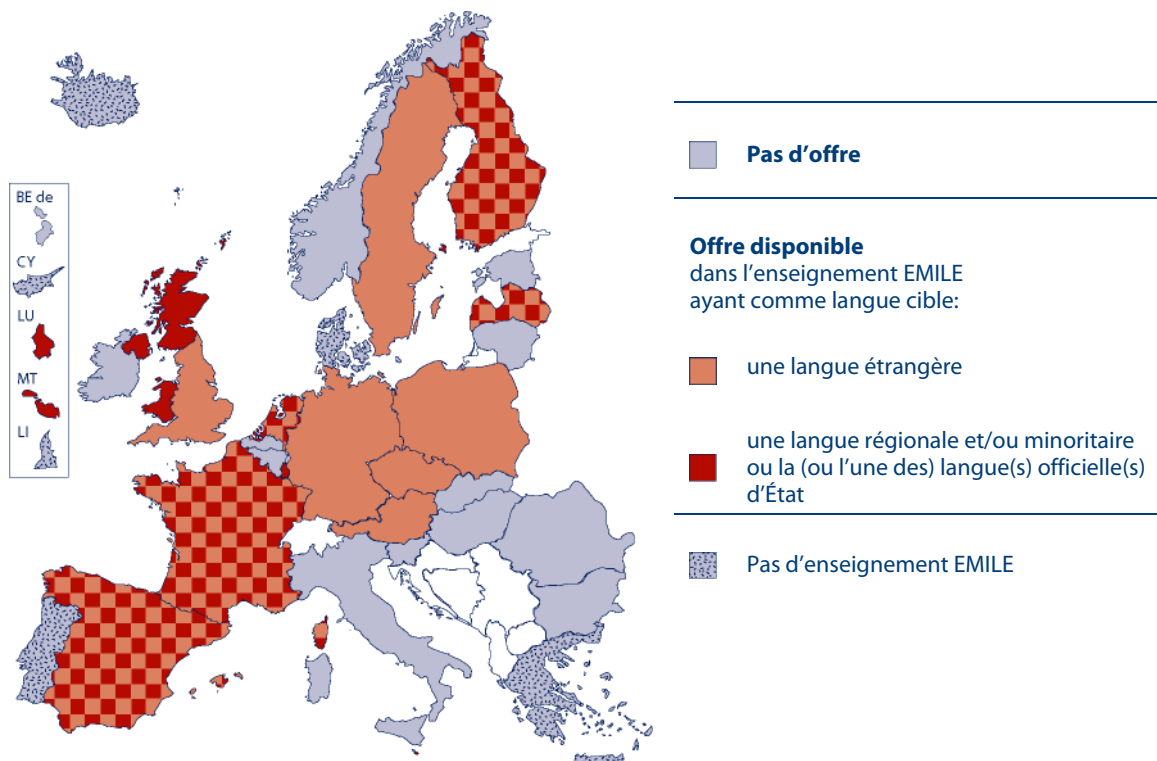 BE de
CY
LU
MT
LI
Pas d’offre
Offre disponible
dans l’enseignement EMILE
ayant comme langue cible:
une langue étrangère
une langue régionale et/ou minoritaire
ou la (ou l’une des) langue(s) officielle(s)
d’État
Pas d’enseignement EMILE